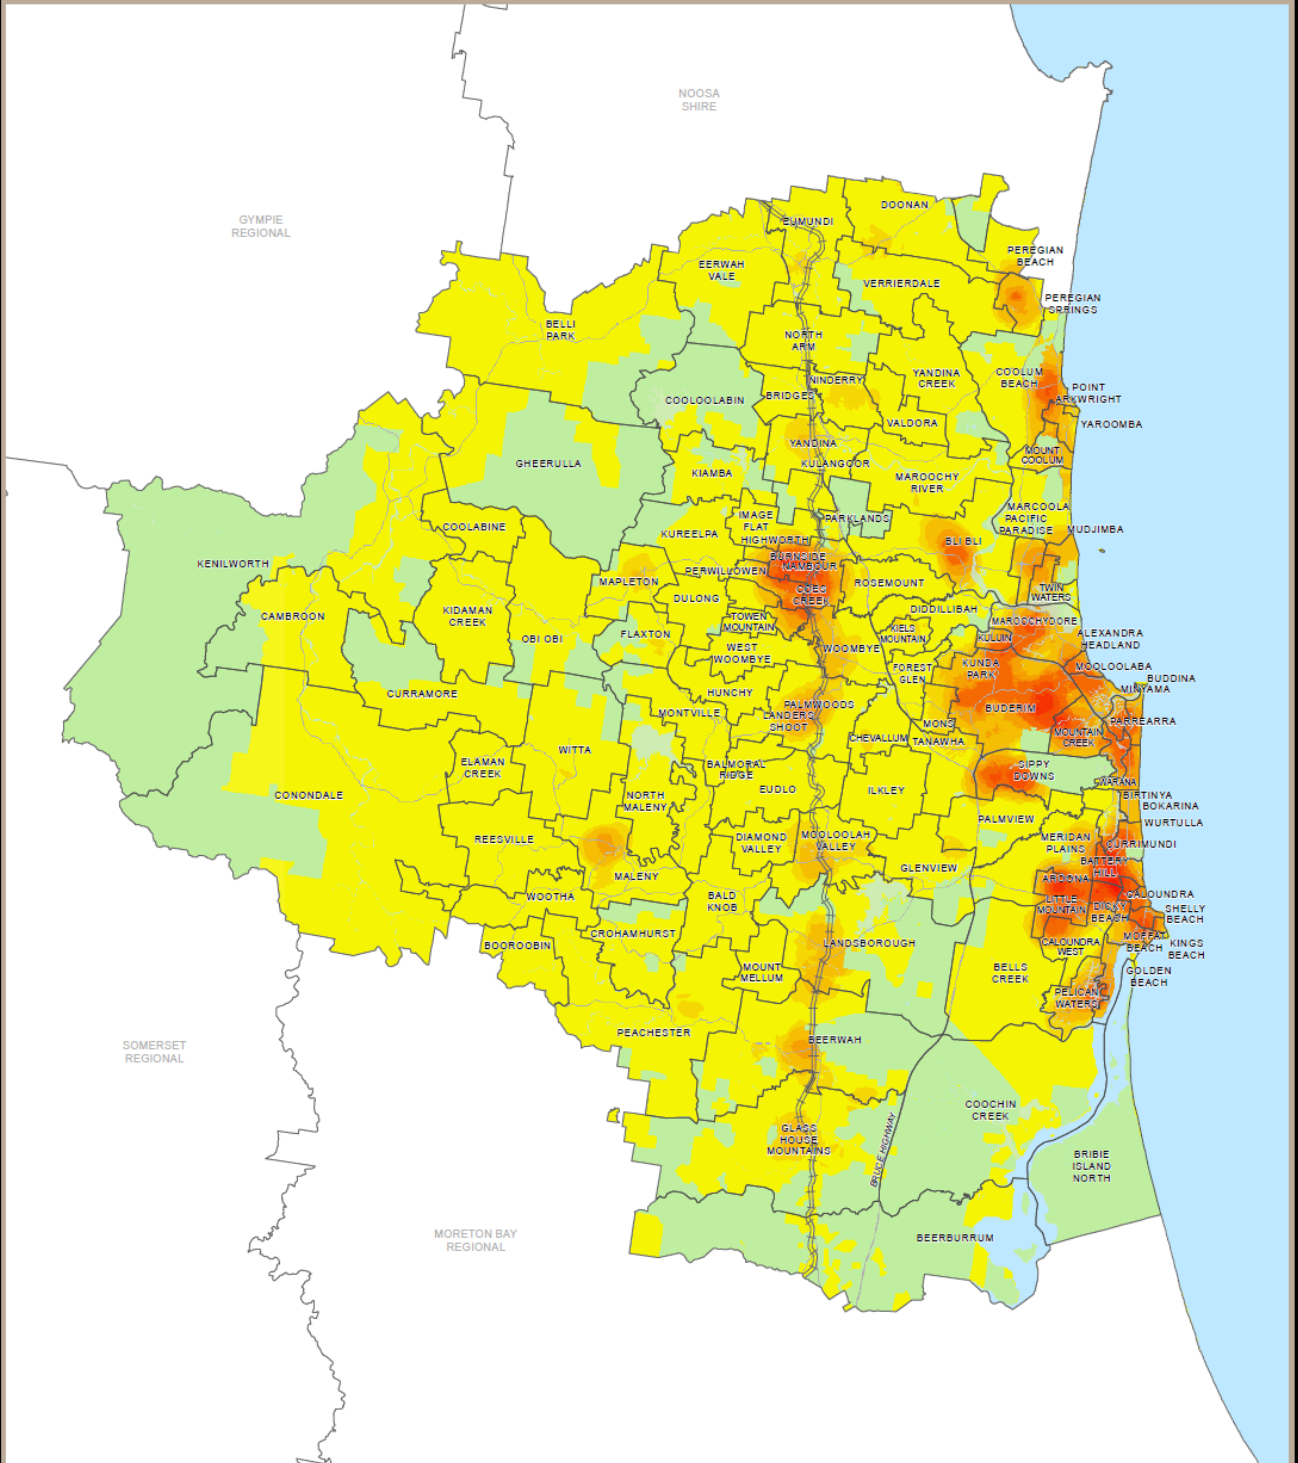 NOOSA
SHIRE
GYMPIE
REGIONAL
DOONAN
EUMUNDI
PEREGIAN
BEACH
EERWAH
VALE
VERRIERDALE
PEREGIAN
SPRINGS
BELLI
PARK
NORTH
ARM
YANDINA
CREEK
COOLUM
BEACH
NINDERRY
POINT
ARKWRIGHT
BRIDGES
COOLOOLABIN
VALDORA
YAROOMBA
YANDINA
MOUNT
COOLUM
GHEERULLA
KULANGOOR
KIAMBA
MAROOCHY
RIVER
MARCOOLA
PACIFIC
PARADISE
IMAGE
FLAT
PARKLANDS
COOLABINE
MUDJIMBA
KUREELPA
HIGHWORTH
BLI BLI
BURNSIDE
NAMBOUR
KENILWORTH
PERWILLOWEN
MAPLETON
ROSEMOUNT
COES
CREEK
TWIN
WATERS
DULONG
KIDAMAN
CREEK
CAMBROON
DIDDILLIBAH
TOWEN
MOUNTAIN
MAROOCHYDORE
KIELS
MOUNTAIN
FLAXTON
OBI OBI
KULUIN
ALEXANDRA
HEADLAND
WEST
WOOMBYE
WOOMBYE
KUNDA
PARK
FOREST
GLEN
MOOLOOLABA
BUDDINA
MINYAMA
CURRAMORE
HUNCHY
PALMWOODS
BUDERIM
MONTVILLE
LANDERS
SHOOT
PARREARRA
MONS
MOUNTAIN
CREEK
CHEVALLUM
TANAWHA
WITTA
ELAMAN
CREEK
BALMORAL
RIDGE
SIPPY
DOWNS
WARANA
EUDLO
ILKLEY
CONONDALE
NORTH
MALENY
BIRTINYA
BOKARINA
PALMVIEW
WURTULLA
REESVILLE
DIAMOND
VALLEY
MOOLOOLAH
VALLEY
MERIDAN
PLAINS
CURRIMUNDI
BATTERY
HILL
GLENVIEW
MALENY
AROONA
WOOTHA
BALD
KNOB
CALOUNDRA
LITTLE
MOUNTAIN
DICKY
BEACH
SHELLY
BEACH
CROHAMHURST
BOOROOBIN
LANDSBOROUGH
CALOUNDRA
WEST
MOFFAT
BEACH
KINGS
BEACH
MOUNT
MELLUM
BELLS
CREEK
GOLDEN
BEACH
PELICAN
WATERS
PEACHESTER
BEERWAH
SOMERSET
REGIONAL
COOCHIN
CREEK
GLASS
HOUSE
MOUNTAINS
BRUCE HIGHWAY
BRIBIE
ISLAND
NORTH
MORETON BAY
REGIONAL
BEERBURRUM